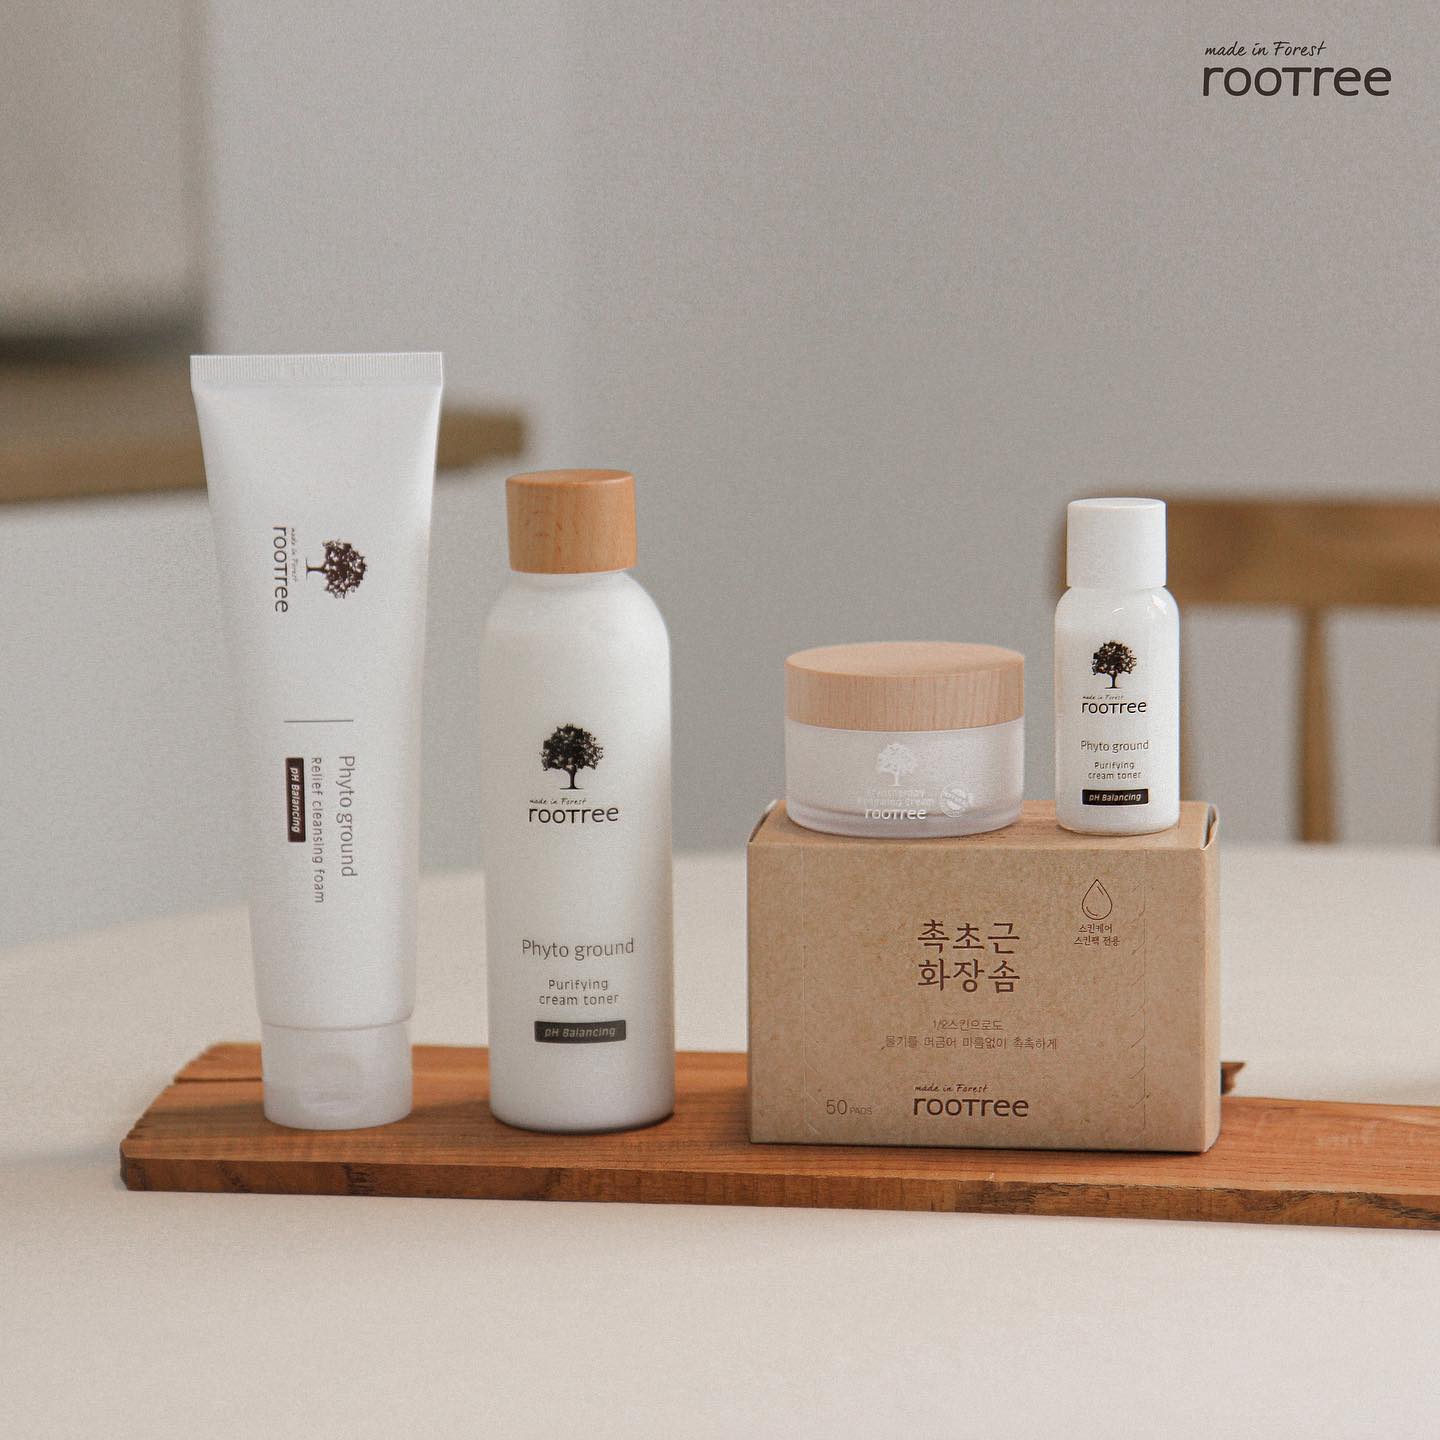 made in Forest
rooTree
made in Forest
rooTree
Phyto ground
Relief cleansing foam
pH Balancing
made in Forest
rooTree
Phyto ground
Purifying
cream toner
pH Balancing
Cream
rooTree
made in Forest
rooTree
Phyto ground
Purifying
cream toner
pH Balancing
스킨케어
스킨팩 전용
촉초근
화장솜
1/2스킨으로도
물기를 머금어 마름없이 촉촉하게
made in Forest
rooTree
50 PADS